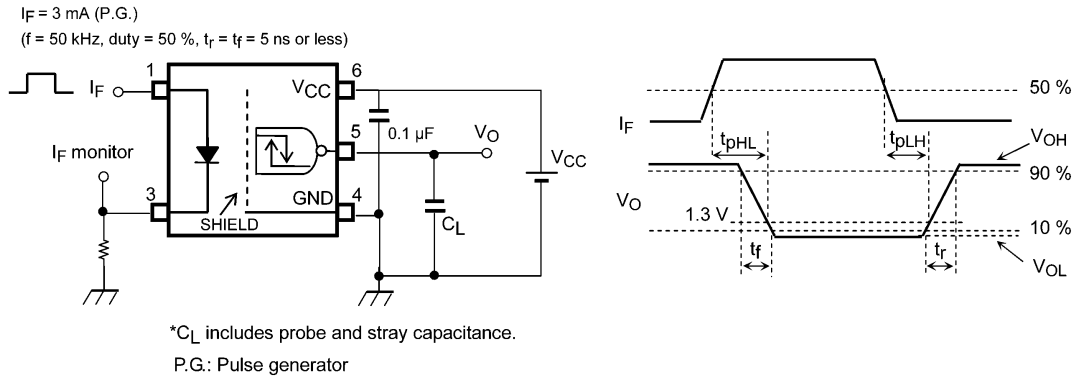 IF = 3 mA (P.G.)
(f = 50 kHz, duty = 50 %, tr = tf = 5 ns or less)
1
IF
6
VCC
5
0.1 µF
VO
IF monitor
VCC
3
SHIELD
GND
4
CL
*CL includes probe and stray capacitance.
P.G.: Pulse generator
50 %
IF
tpHL
tpLH
VOH
90 %
VO
1.3 V
10 %
tf
tr
VOL